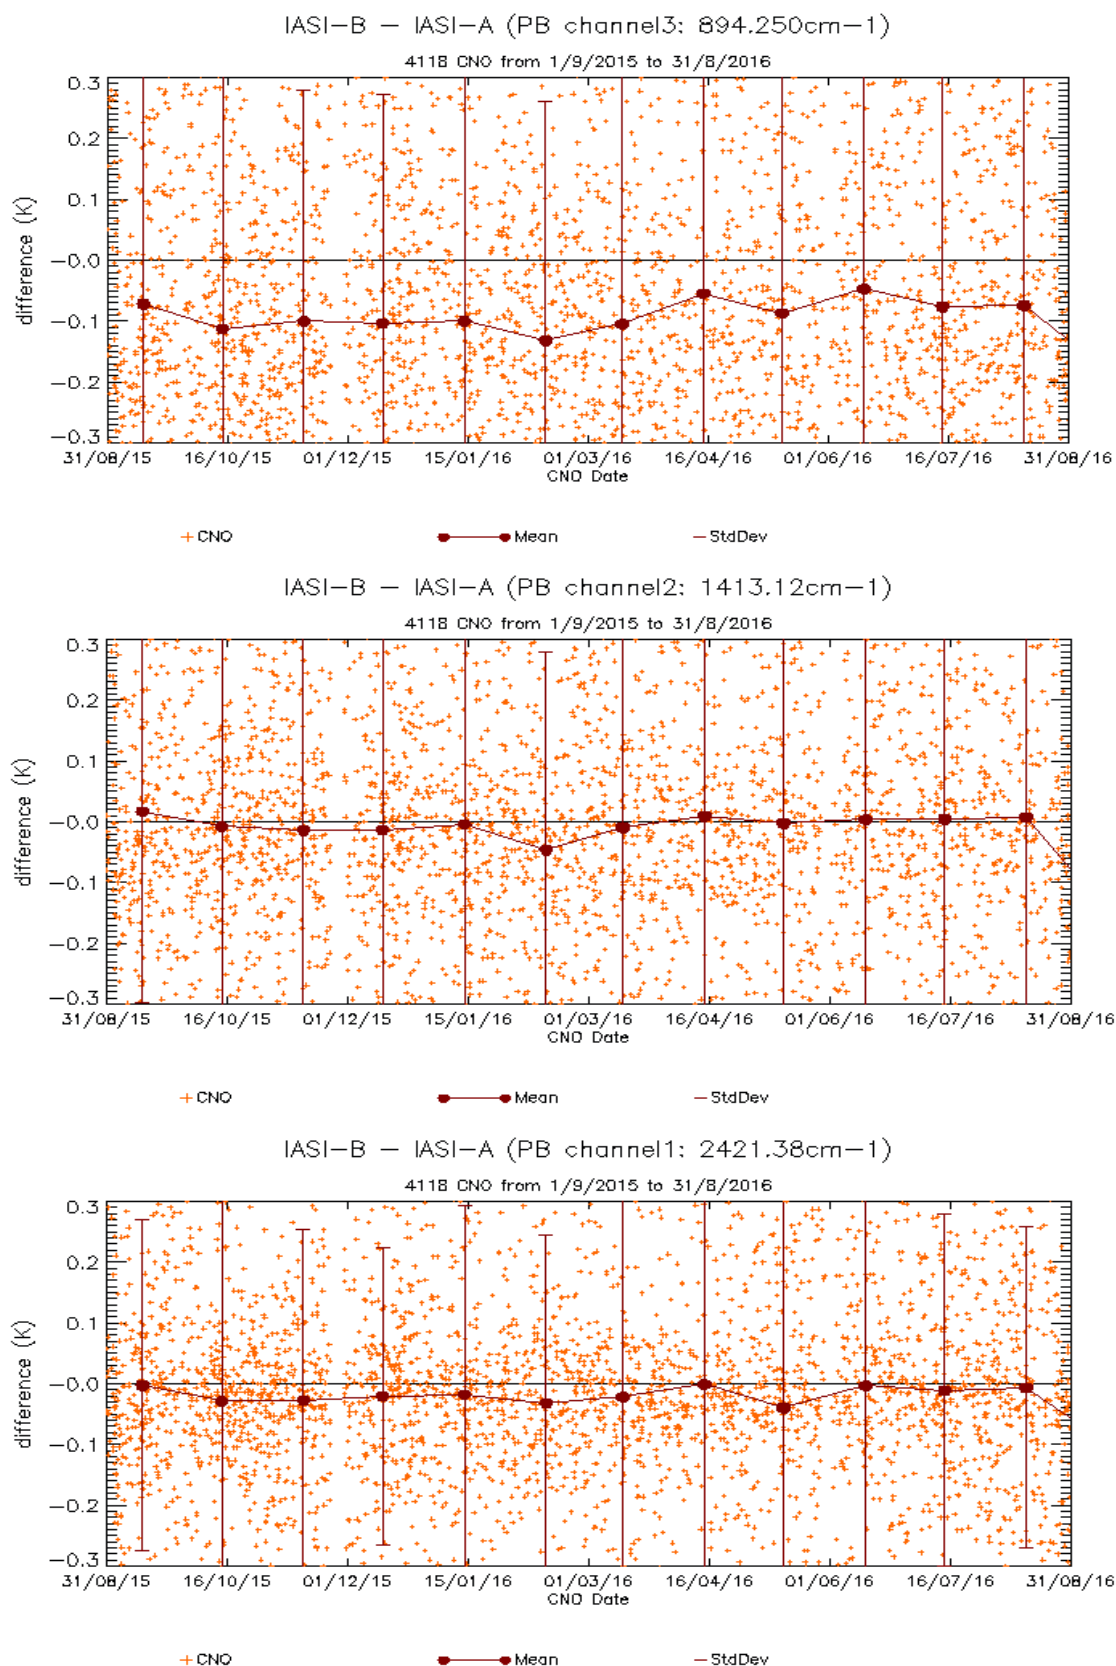 IASI-B - IASI-A (PB channel3: 894.250cm-1)
4118 CNO from 1/9/2015 to 31/8/2016
difference (K)
0.3
0.2
0.1
-0.0
-0.1
-0.2
-0.3
31/08/15 16/10/15 01/12/15 15/01/16 01/03/16 16/04/16 01/06/16 16/07/16 31/08/16
CNO Date
+ CNO Mean StdDev
IASI-B - IASI-A (PB channel2: 1413.12cm-1)
4118 CNO from 1/9/2015 to 31/8/2016
difference (K)
0.3
0.2
0.1
-0.0
-0.1
-0.2
-0.3
31/08/15 16/10/15 01/12/15 15/01/16 01/03/16 16/04/16 01/06/16 16/07/16 31/08/16
CNO Date
+ CNO Mean StdDev
IASI-B - IASI-A (PB channel1: 2421.38cm-1)
4118 CNO from 1/9/2015 to 31/8/2016
difference (K)
0.3
0.2
0.1
-0.0
-0.1
-0.2
-0.3
31/08/15 16/10/15 01/12/15 15/01/16 01/03/16 16/04/16 01/06/16 16/07/16 31/08/16
CNO Date
+ CNO Mean StdDev